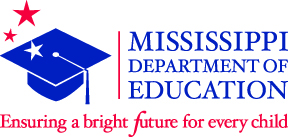 MISSISSIPPI
DEPARTMENT OF
EDUCATION
Ensuring a bright future for every child